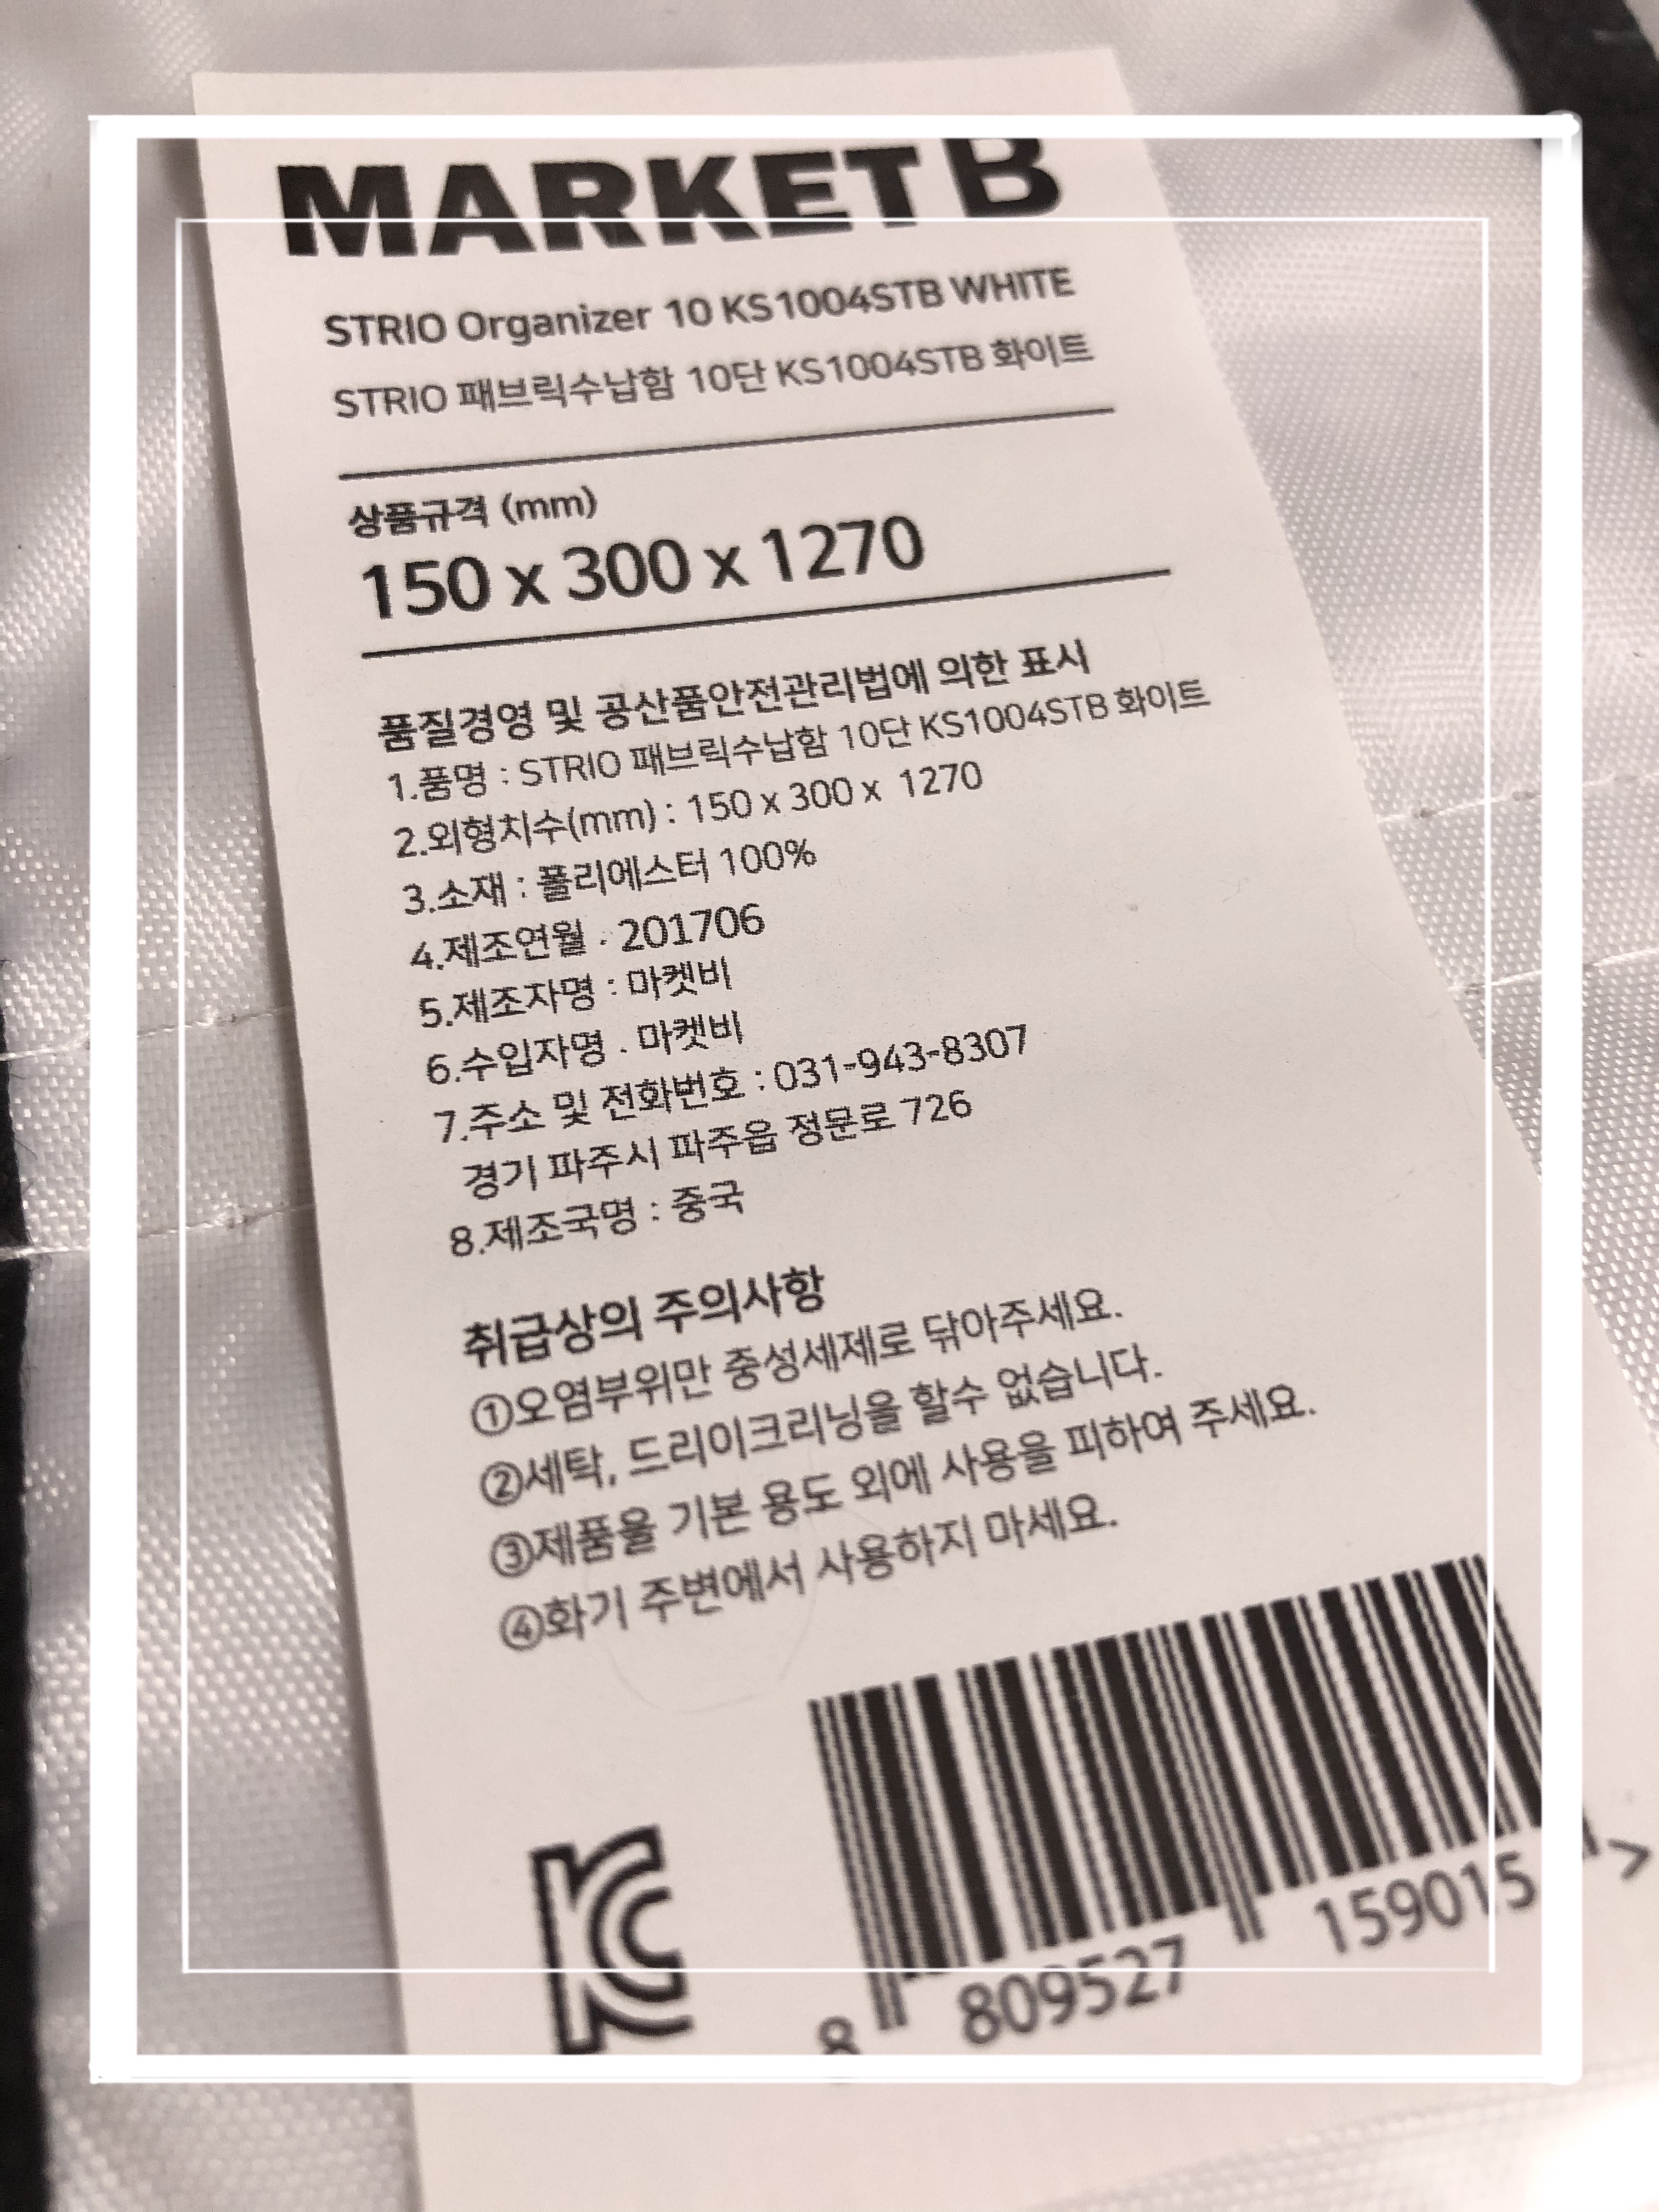 MARKET B
STRIO Organizer 10 KS1004STB WHITE
STRIO 패브릭수납함 10단 KS1004STB 화이트
상품규격 (mm)
150 x 300 x 1270
품질경영 및 공산품안전관리법에 의한 표시
1.품명 : STRIO 패브릭수납함 10단 KS1004STB 화이트
2.외형치수(mm) : 150 x 300 x 1270
3.소재 : 폴리에스터 100%
4.제조연월 . 201706
5.제조자명 : 마켓비
6.수입자명 . 마켓비
7.주소 및 전화번호 : 031-943-8307
경기 파주시 파주읍 정문로 726
8.제조국명 : 중국
취급상의 주의사항
①오염부위만 중성세제로 닦아주세요.
②세탁, 드리이크리닝을 할수 없습니다.
③제품을 기본 용도 외에 사용을 피하여 주세요.
④화기 주변에서 사용하지 마세요.
KC
8 809527 159015 >